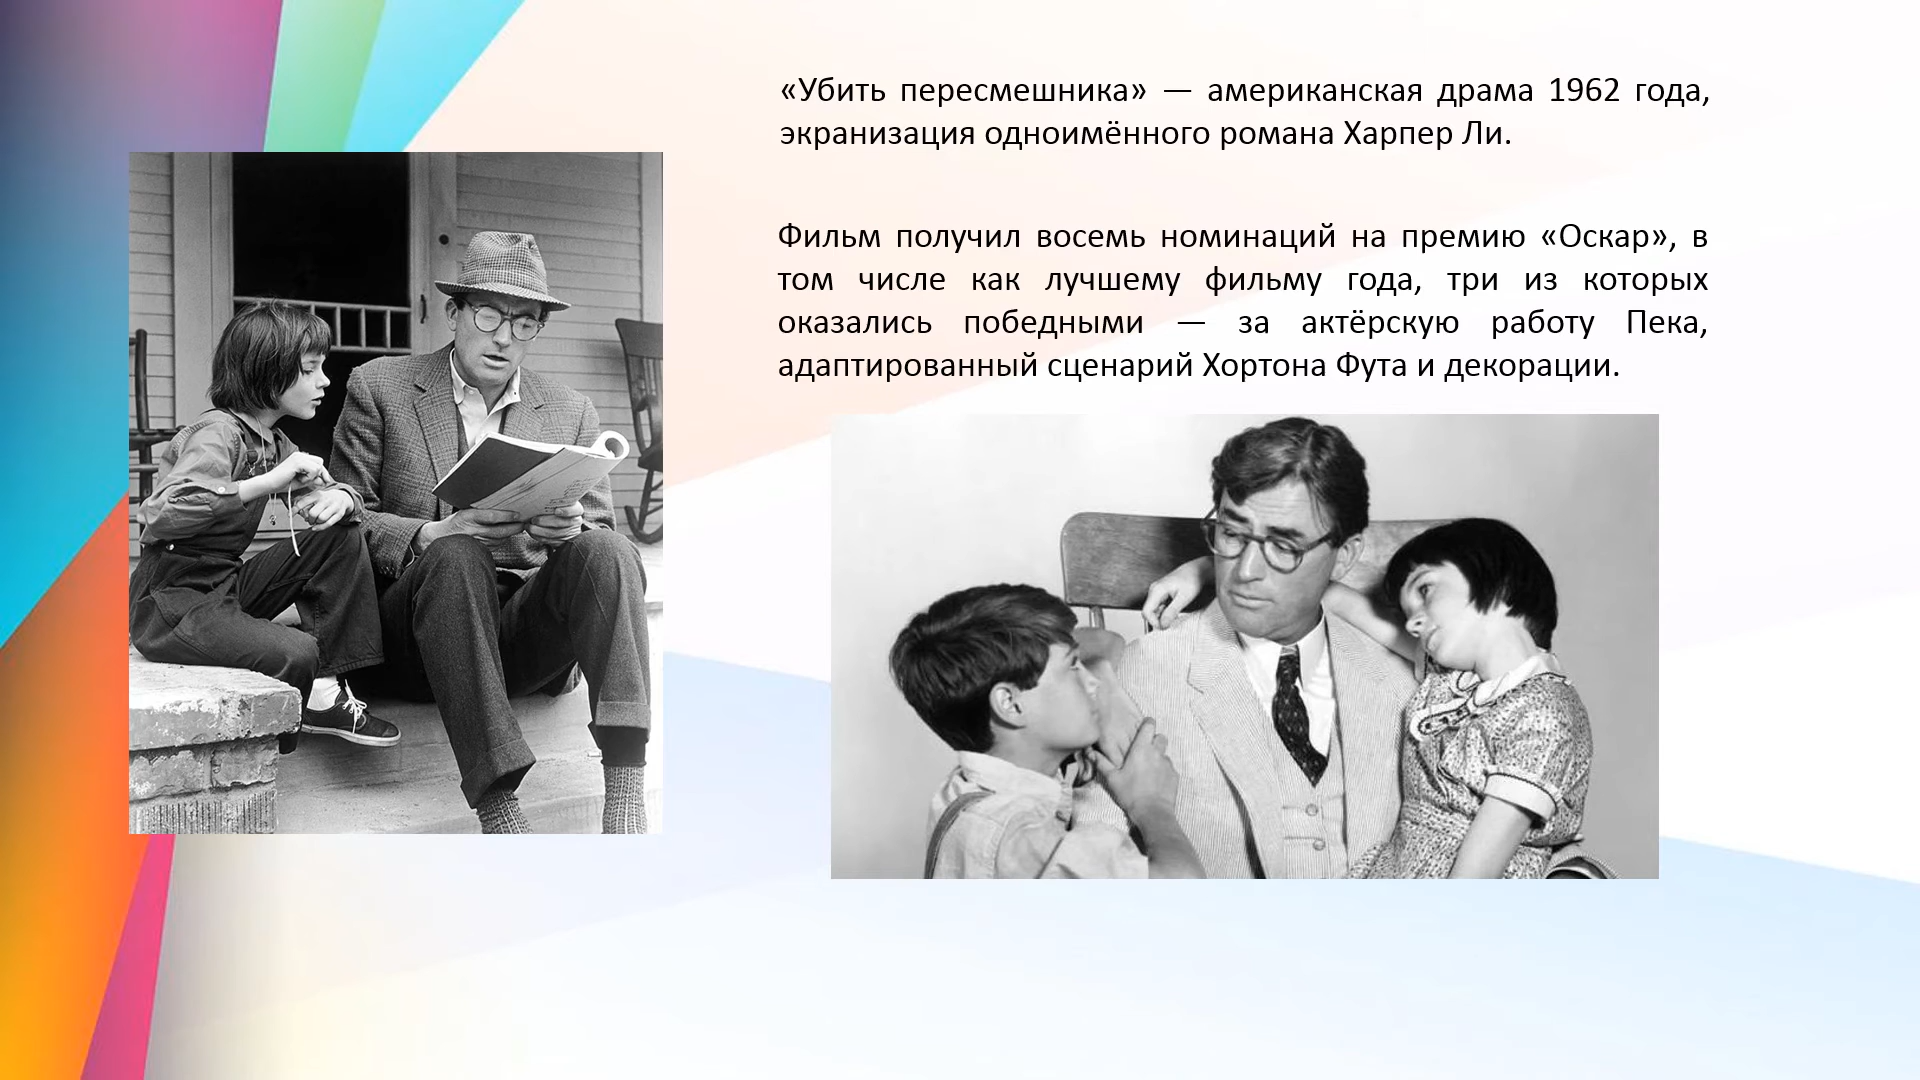 «Убить пересмешника» — американская драма 1962 года,
экранизация одноимённого романа Харпер Ли.
Фильм получил восемь номинаций на премию «Оскар», в
том числе как лучшему фильму года, три из которых
оказались победными — за актёрскую работу Пека,
адаптированный сценарий Хортона Фута и декорации.